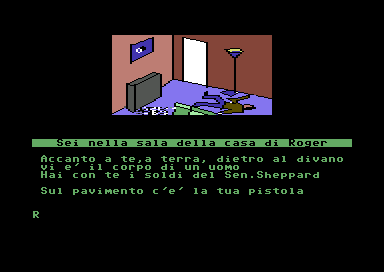 Sei nella sala della casa di Roger
Accanto a te,a terra, dietro al divano
vi e' il corpo di un uomo
Hai con te i soldi del Sen.Sheppard
Sul pavimento c'e' la tua pistola
R